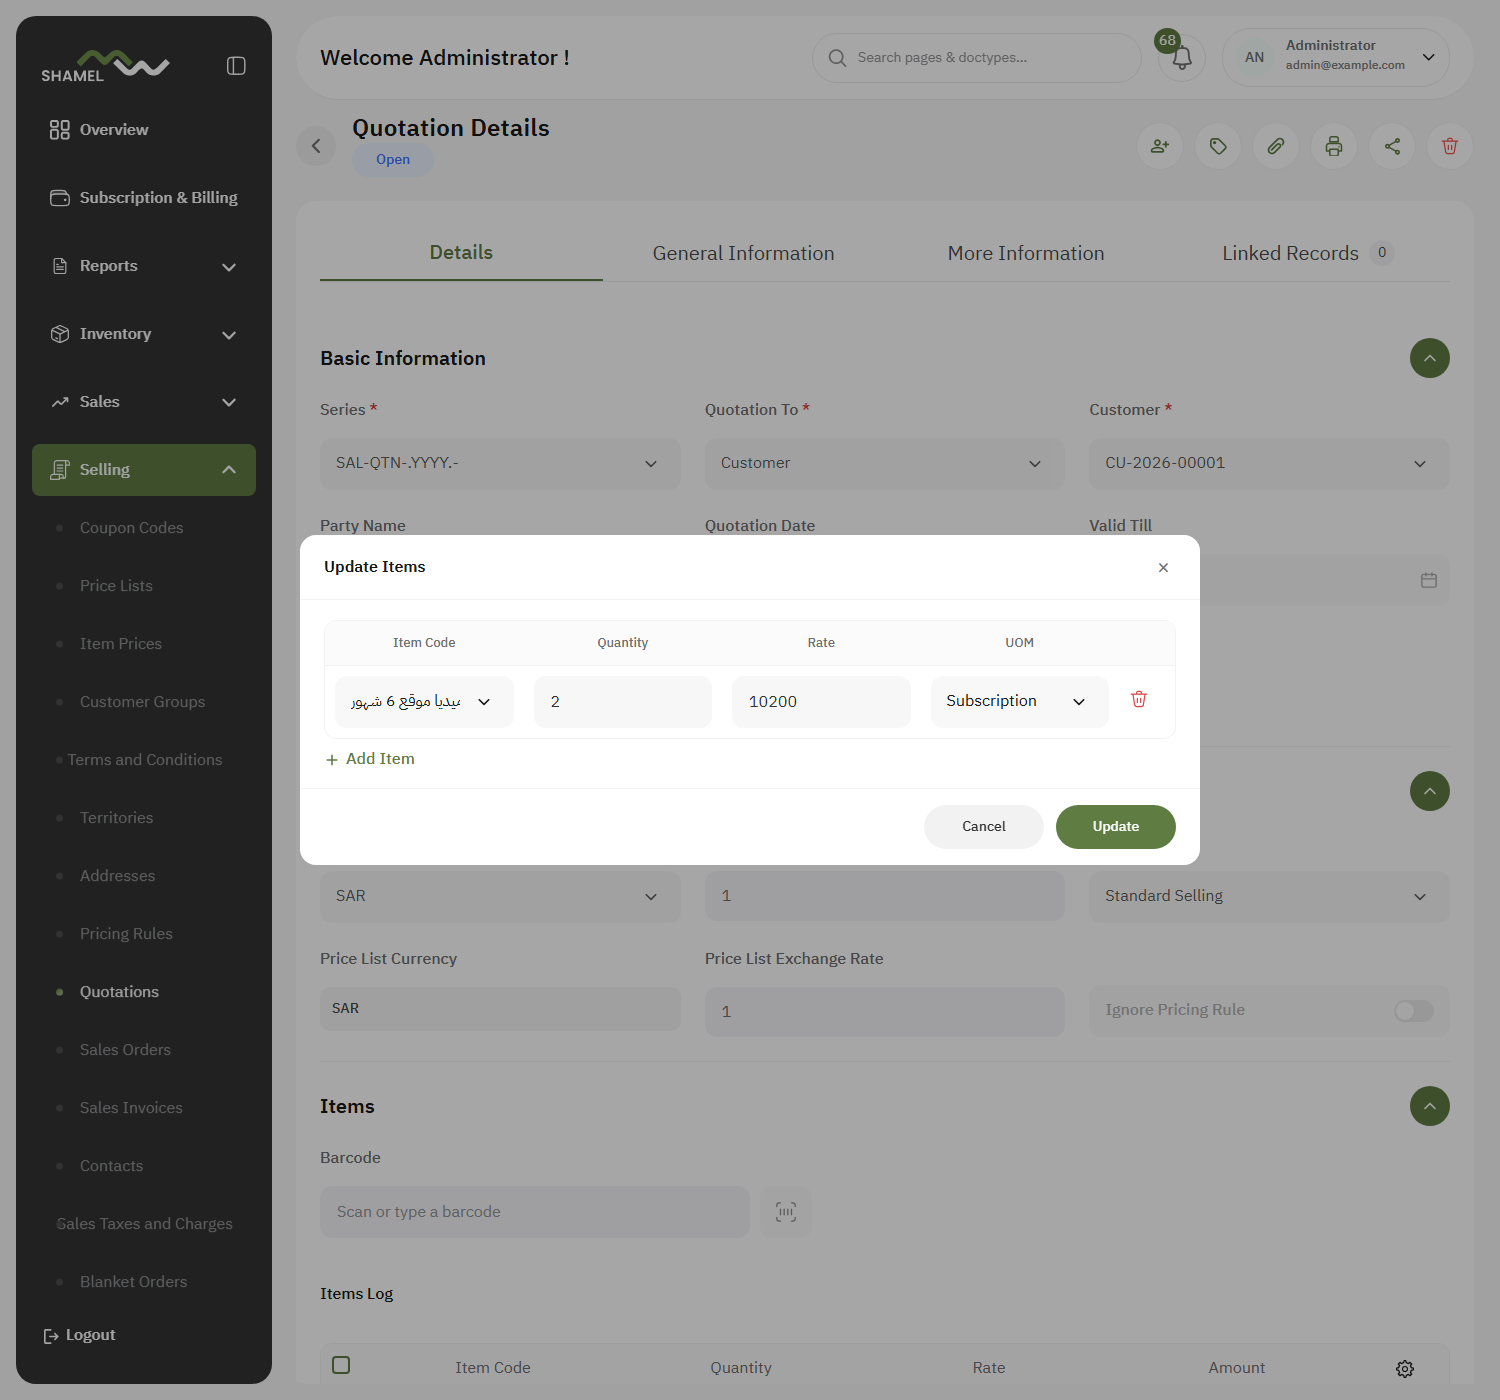 SHAMEL
Overview
Subscription & Billing
Reports
Inventory
Sales
Selling
Coupon Codes
Price Lists
Item Prices
Customer Groups
Terms and Conditions
Territories
Addresses
Pricing Rules
Quotations
Sales Orders
Sales Invoices
Contacts
Sales Taxes and Charges
Blanket Orders
Logout
Welcome Administrator !
Search pages & doctypes...
68
AN
Administrator
admin@example.com
Quotation Details
Open
Details
General Information
More Information
Linked Records 0
Basic Information
Series *
Quotation To *
Customer *
SAL-QTN-.YYYY.-
Customer
CU-2026-00001
Party Name
Quotation Date
Valid Till
Update Items
Item Code
Quantity
Rate
UOM
ميديا موقع 6 شهور
2
10200
Subscription
+ Add Item
Cancel
Update
SAR
1
Standard Selling
Price List Currency
Price List Exchange Rate
SAR
1
Ignore Pricing Rule
Items
Barcode
Scan or type a barcode
Items Log
Item Code
Quantity
Rate
Amount